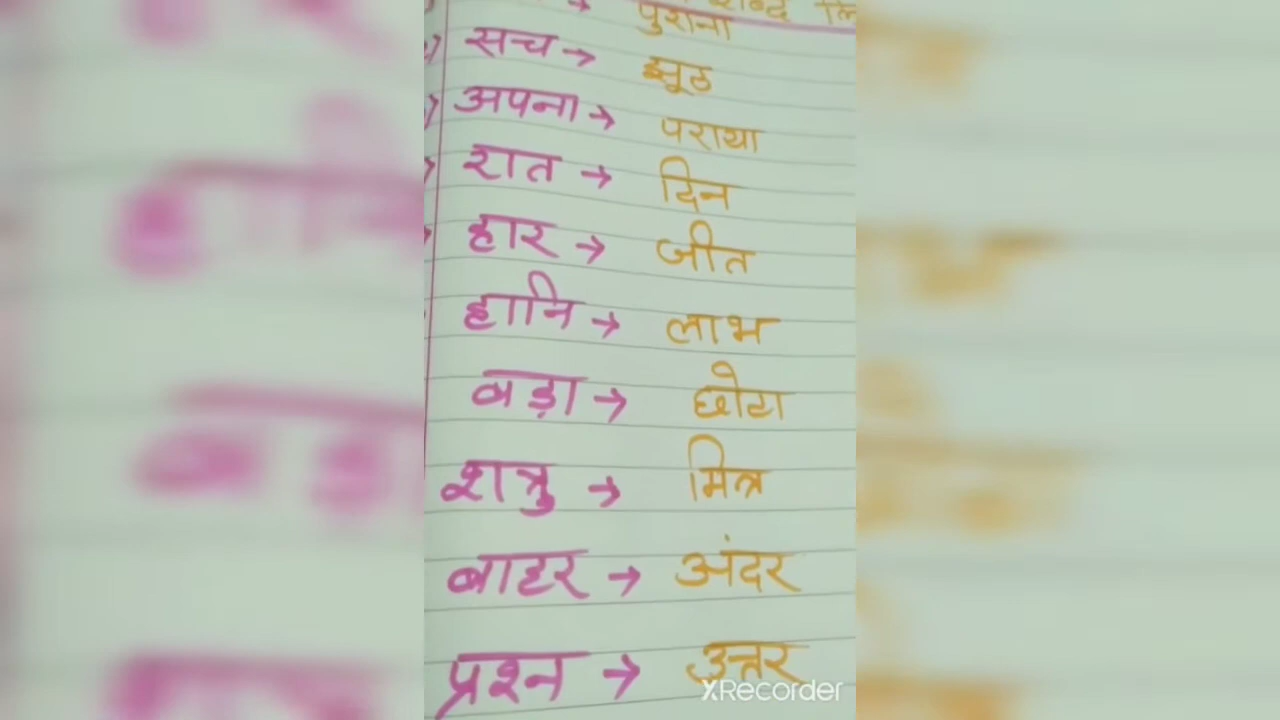 → पुराना
सच → झूठ
अपना → पराया
रात → दिन
हार → जीत
हानि → लाभ
बड़ा → छोटा
शत्रु → मित्र
बाहर → अंदर
प्रश्न → उत्तर
XRecorder